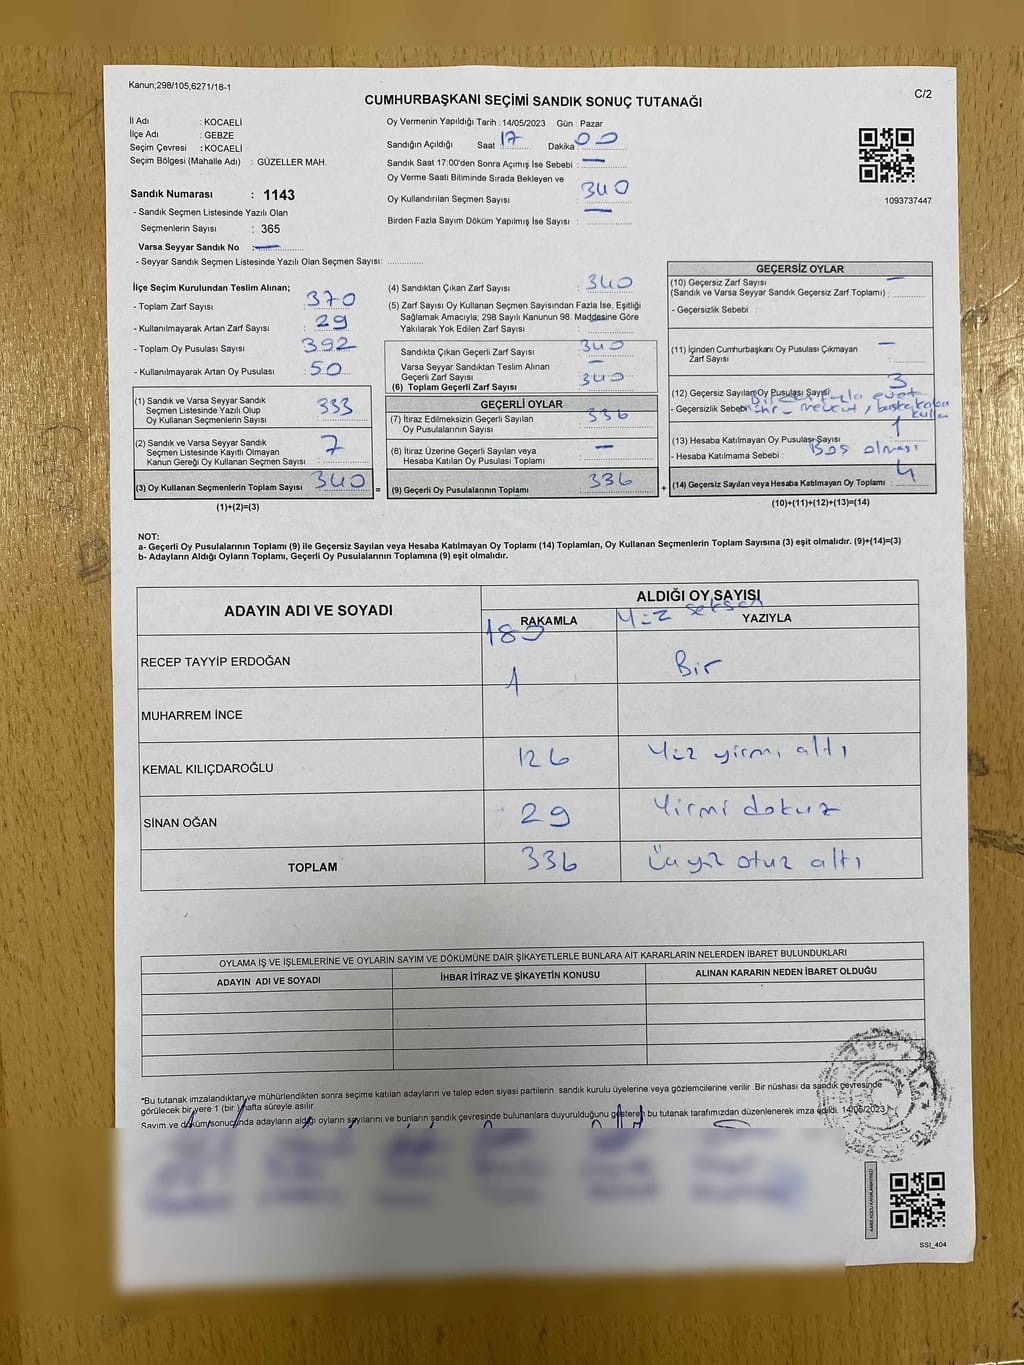 Kanun;298/105,6271/18-1
C/2
CUMHURBAŞKANI SEÇİMİ SANDIK SONUÇ TUTANAĞI
İl Adı : KOCAELİ
İlçe Adı : GEBZE
Seçim Çevresi : KOCAELİ
Seçim Bölgesi (Mahalle Adı) : GÜZELLER MAH.
Sandık Numarası : 1143
- Sandık Seçmen Listesinde Yazılı Olan
Seçmenlerin Sayısı : 365
Varsa Seyyar Sandık No : —
- Seyyar Sandık Seçmen Listesinde Yazılı Olan Seçmen Sayısı: ..............
Oy Vermenin Yapıldığı Tarih : 14/05/2023 Gün : Pazar
Sandığın Açıldığı Saat 17 Dakika 00
Sandık Saat 17:00'den Sonra Açımış İse Sebebi : —
Oy Verme Saati Bitiminde Sırada Bekleyen ve
Oy Kullandırılan Seçmen Sayısı : 340
Birden Fazla Sayım Döküm Yapılmış İse Sayısı : —
1093737447
İlçe Seçim Kurulundan Teslim Alınan;
- Toplam Zarf Sayısı : 370
- Kullanılmayarak Artan Zarf Sayısı : 29
- Toplam Oy Pusulası Sayısı : 392
- Kullanılmayarak Artan Oy Pusulası : 50
(1) Sandık ve Varsa Seyyar Sandık
Seçmen Listesinde Yazılı Olup
Oy Kullanan Seçmenlerin Sayısı : 333
(2) Sandık ve Varsa Seyyar Sandık
Seçmen Listesinde Kayıtlı Olmayan
Kanun Gereği Oy Kullanan Seçmen Sayısı : 7
(3) Oy Kullanan Seçmenlerin Toplam Sayısı : 340
(1)+(2)=(3)
(4) Sandıktan Çıkan Zarf Sayısı : 340
(5) Zarf Sayısı Oy Kullanan Seçmen Sayısından Fazla İse, Eşitliği
Sağlamak Amacıyla; 298 Sayılı Kanunun 98. Maddesine Göre
Yakılarak Yok Edilen Zarf Sayısı : —
Sandıkta Çıkan Geçerli Zarf Sayısı : 340
Varsa Seyyar Sandıktan Teslim Alınan
Geçerli Zarf Sayısı : —
(6) Toplam Geçerli Zarf Sayısı : 340
GEÇERLİ OYLAR
(7) İtiraz Edilmeksizin Geçerli Sayılan
Oy Pusulalarının Sayısı : 336
(8) İtiraz Üzerine Geçerli Sayılan veya
Hesaba Katılan Oy Pusulası Toplamı : —
= (9) Geçerli Oy Pusulalarının Toplamı : 336
GEÇERSİZ OYLAR
(10) Geçersiz Zarf Sayısı —
(Sandık ve Varsa Seyyar Sandık Geçersiz Zarf Toplamı) :
- Geçersizlik Sebebi :
(11) İçinden Cumhurbaşkanı Oy Pusulası Çıkmayan
Zarf Sayısı : —
(12) Geçersiz Sayılan Oy Pusulası Sayısı 3
- Geçersizlik Sebebi Birden fazla evet
mevcut, başka
(13) Hesaba Katılmayan Oy Pusulası Sayısı 1
- Hesaba Katılmama Sebebi : Boş olması
+ (14) Geçersiz Sayılan veya Hesaba Katılmayan Oy Toplamı : 4
(10)+(11)+(12)+(13)=(14)
NOT:
a- Geçerli Oy Pusulalarının Toplamı (9) ile Geçersiz Sayılan veya Hesaba Katılmayan Oy Toplamı (14) Toplamları, Oy Kullanan Seçmenlerin Toplam Sayısına (3) eşit olmalıdır. (9)+(14)=(3)
b- Adayların Aldığı Oyların Toplamı, Geçerli Oy Pusulalarının Toplamına (9) eşit olmalıdır.
ADAYIN ADI VE SOYADI
ALDIĞI OY SAYISI
RAKAMLA YAZIYLA
180 Yüz seksen
RECEP TAYYİP ERDOĞAN
1 Bir
MUHARREM İNCE
KEMAL KILIÇDAROĞLU 126 Yüz yirmi altı
SİNAN OĞAN 29 Yirmi dokuz
TOPLAM 336 Üç yüz otuz altı
OYLAMA İŞ VE İŞLEMLERİNE VE OYLARIN SAYIM VE DÖKÜMÜNE DAİR ŞİKAYETLERLE BUNLARA AİT KARARLARIN NELERDEN İBARET BULUNDUKLARI
ADAYIN ADI VE SOYADI İHBAR İTİRAZ VE ŞİKAYETİN KONUSU ALINAN KARARIN NEDEN İBARET OLDUĞU
*Bu tutanak imzalandıktan ve mühürlendikten sonra seçime katılan adayların ve talep eden siyasi partilerin sandık kurulu üyelerine veya gözlemcilerine verilir .Bir nüshası da sandık çevresinde
görülecek bir yere 1 (bir) hafta süreyle asılır.
Sayım ve döküm sonucunda adayların aldığı oyların sayılarını ve bunların sandık çevresinde bulunanlara duyurulduğunu gösteren bu tutanak tarafımızdan düzenlenerek imza edildi. 14/05/2023
SSI_404